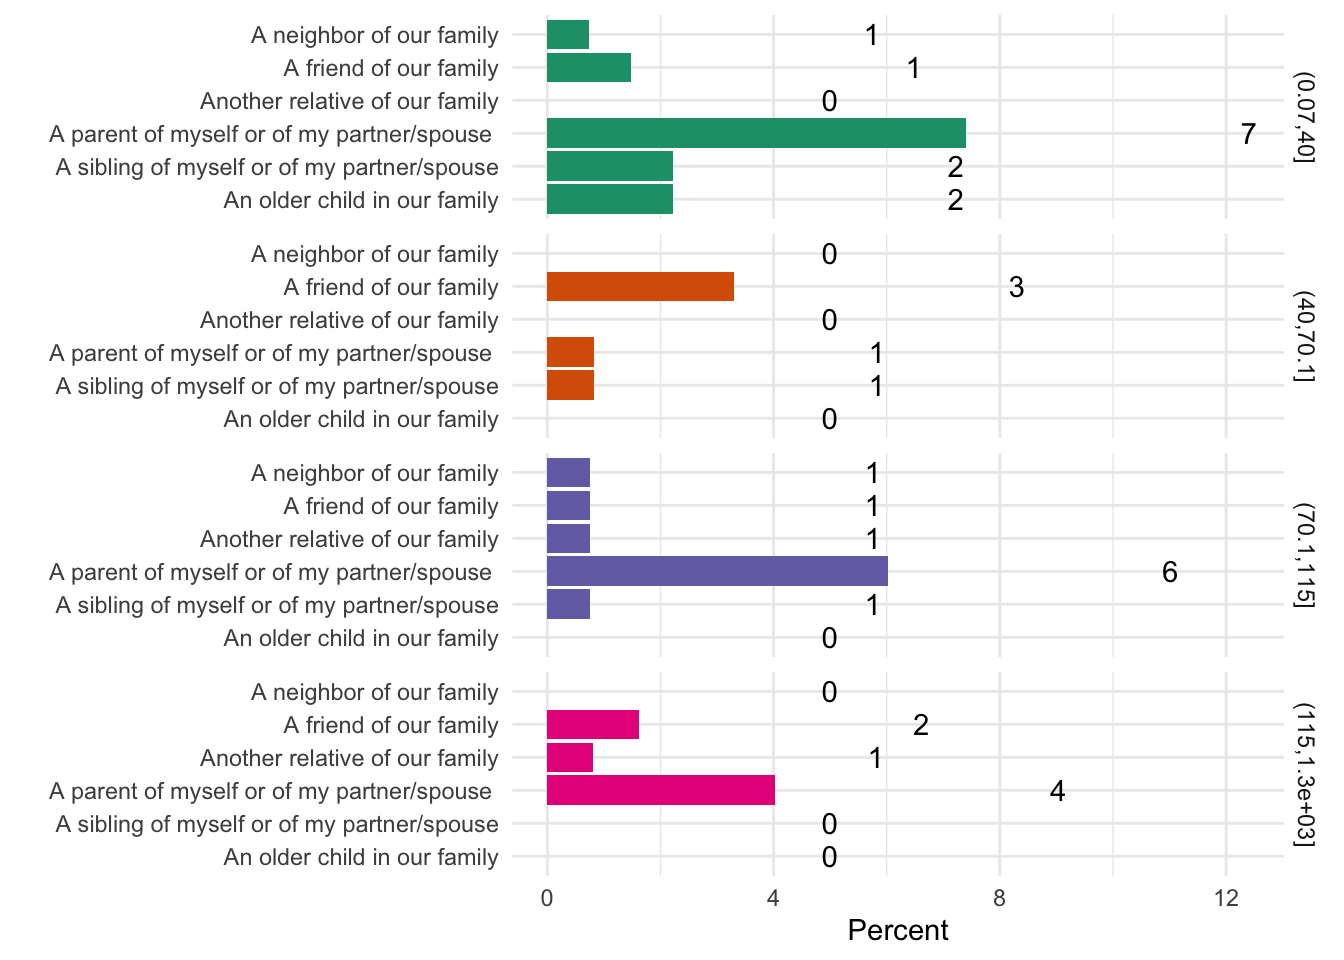 A neighbor of our family 1
A friend of our family 1
Another relative of our family 0
A parent of myself or of my partner/spouse 7
A sibling of myself or of my partner/spouse 2
An older child in our family 2
(0.07,40]
A neighbor of our family 0
A friend of our family 3
Another relative of our family 0
A parent of myself or of my partner/spouse 1
A sibling of myself or of my partner/spouse 1
An older child in our family 0
(40,70.1]
A neighbor of our family 1
A friend of our family 1
Another relative of our family 1
A parent of myself or of my partner/spouse 6
A sibling of myself or of my partner/spouse 1
An older child in our family 0
(70.1,115]
A neighbor of our family 0
A friend of our family 2
Another relative of our family 1
A parent of myself or of my partner/spouse 4
A sibling of myself or of my partner/spouse 0
An older child in our family 0
(115,1.3e+03]
0 4 8 12
Percent